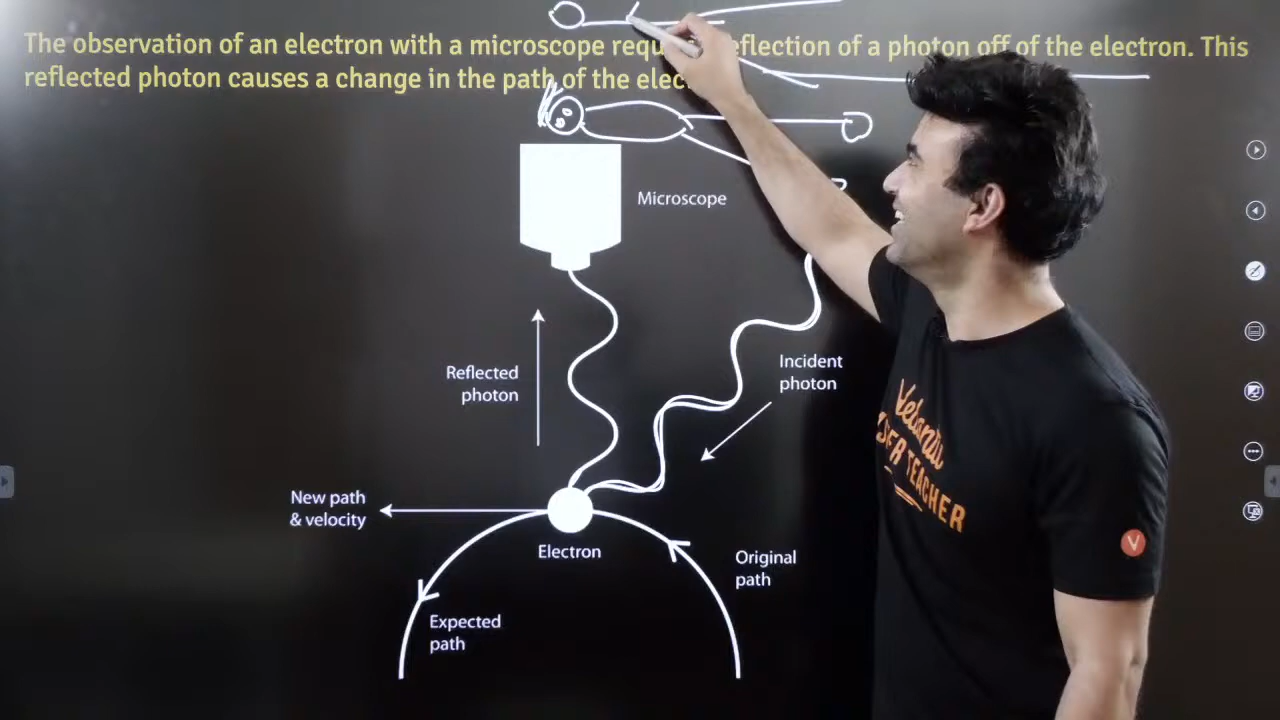 The observation of an electron with a microscope requ eflection of a photon off of the electron. This
reflected photon causes a change in the path of the elec
Microscope
Reflected
photon
Incident
photon
New path
& velocity
Electron
Original
path
Expected
path
Vedantu
TEACHER
V